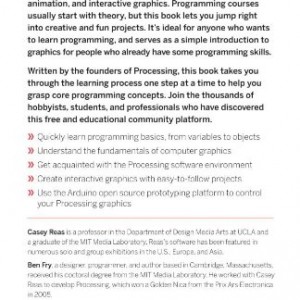 animation, and interactive graphics. Programming courses
usually start with theory, but this book lets you jump right
into creative and fun projects. It's ideal for anyone who wants
to learn programming, and serves as a simple introduction to
graphics for people who already have some programming skills.
Written by the founders of Processing, this book takes you
through the learning process one step at a time to help you
grasp core programming concepts. Join the thousands of
hobbyists, students, and professionals who have discovered
this free and educational community platform.
» Quickly learn programming basics, from variables to objects
» Understand the fundamentals of computer graphics
» Get acquainted with the Processing software environment
» Create interactive graphics with easy-to-follow projects
» Use the Arduino open source prototyping platform to control
your Processing graphics
Casey Reas is a professor in the Department of Design Media Arts at UCLA and
a graduate of the MIT Media Laboratory. Reas's software has been featured in
numerous solo and group exhibitions in the U.S., Europe, and Asia.
Ben Fry, a designer, programmer, and author based in Cambridge, Massachusetts,
received his doctoral degree from the MIT Media Laboratory. He worked with Casey
Reas to develop Processing, which won a Golden Nica from the Prix Ars Electronica
in 2005.